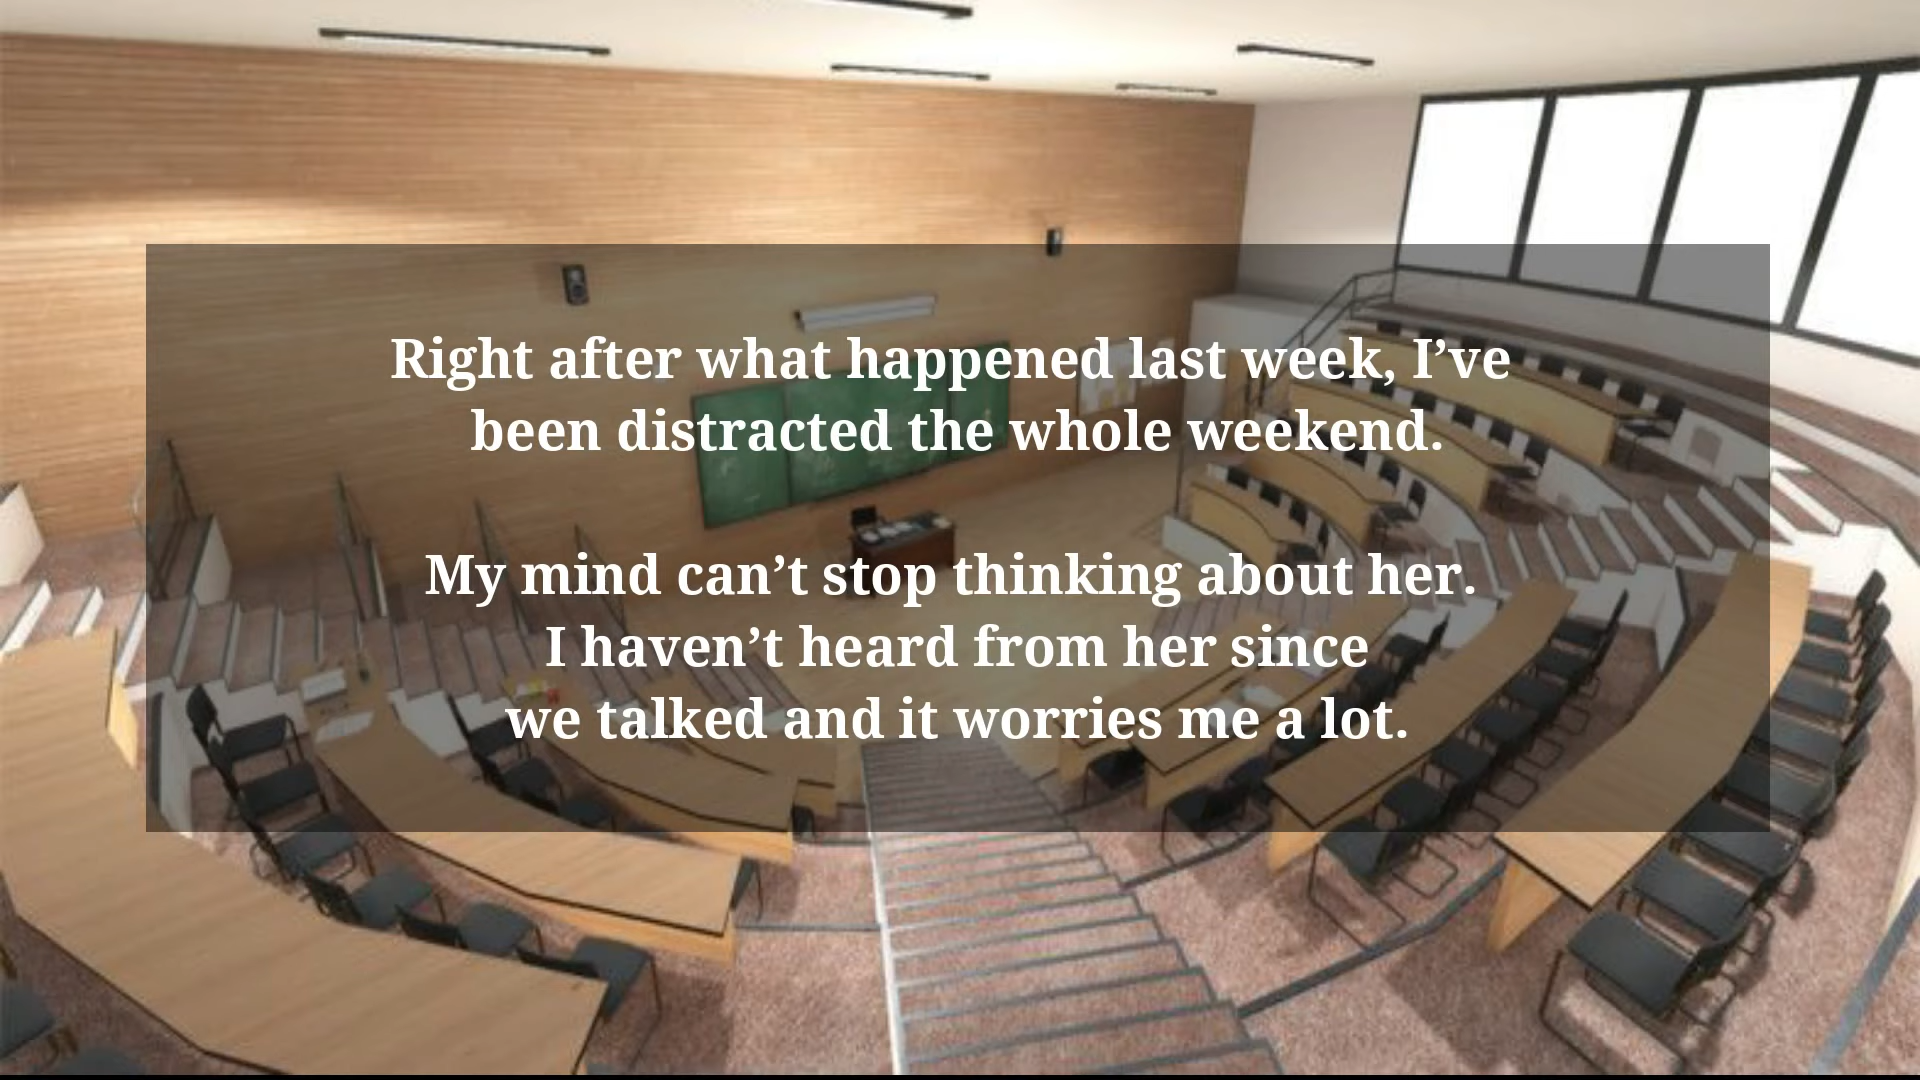 Right after what happened last week, I’ve
been distracted the whole weekend.
My mind can’t stop thinking about her.
I haven’t heard from her since
we talked and it worries me a lot.